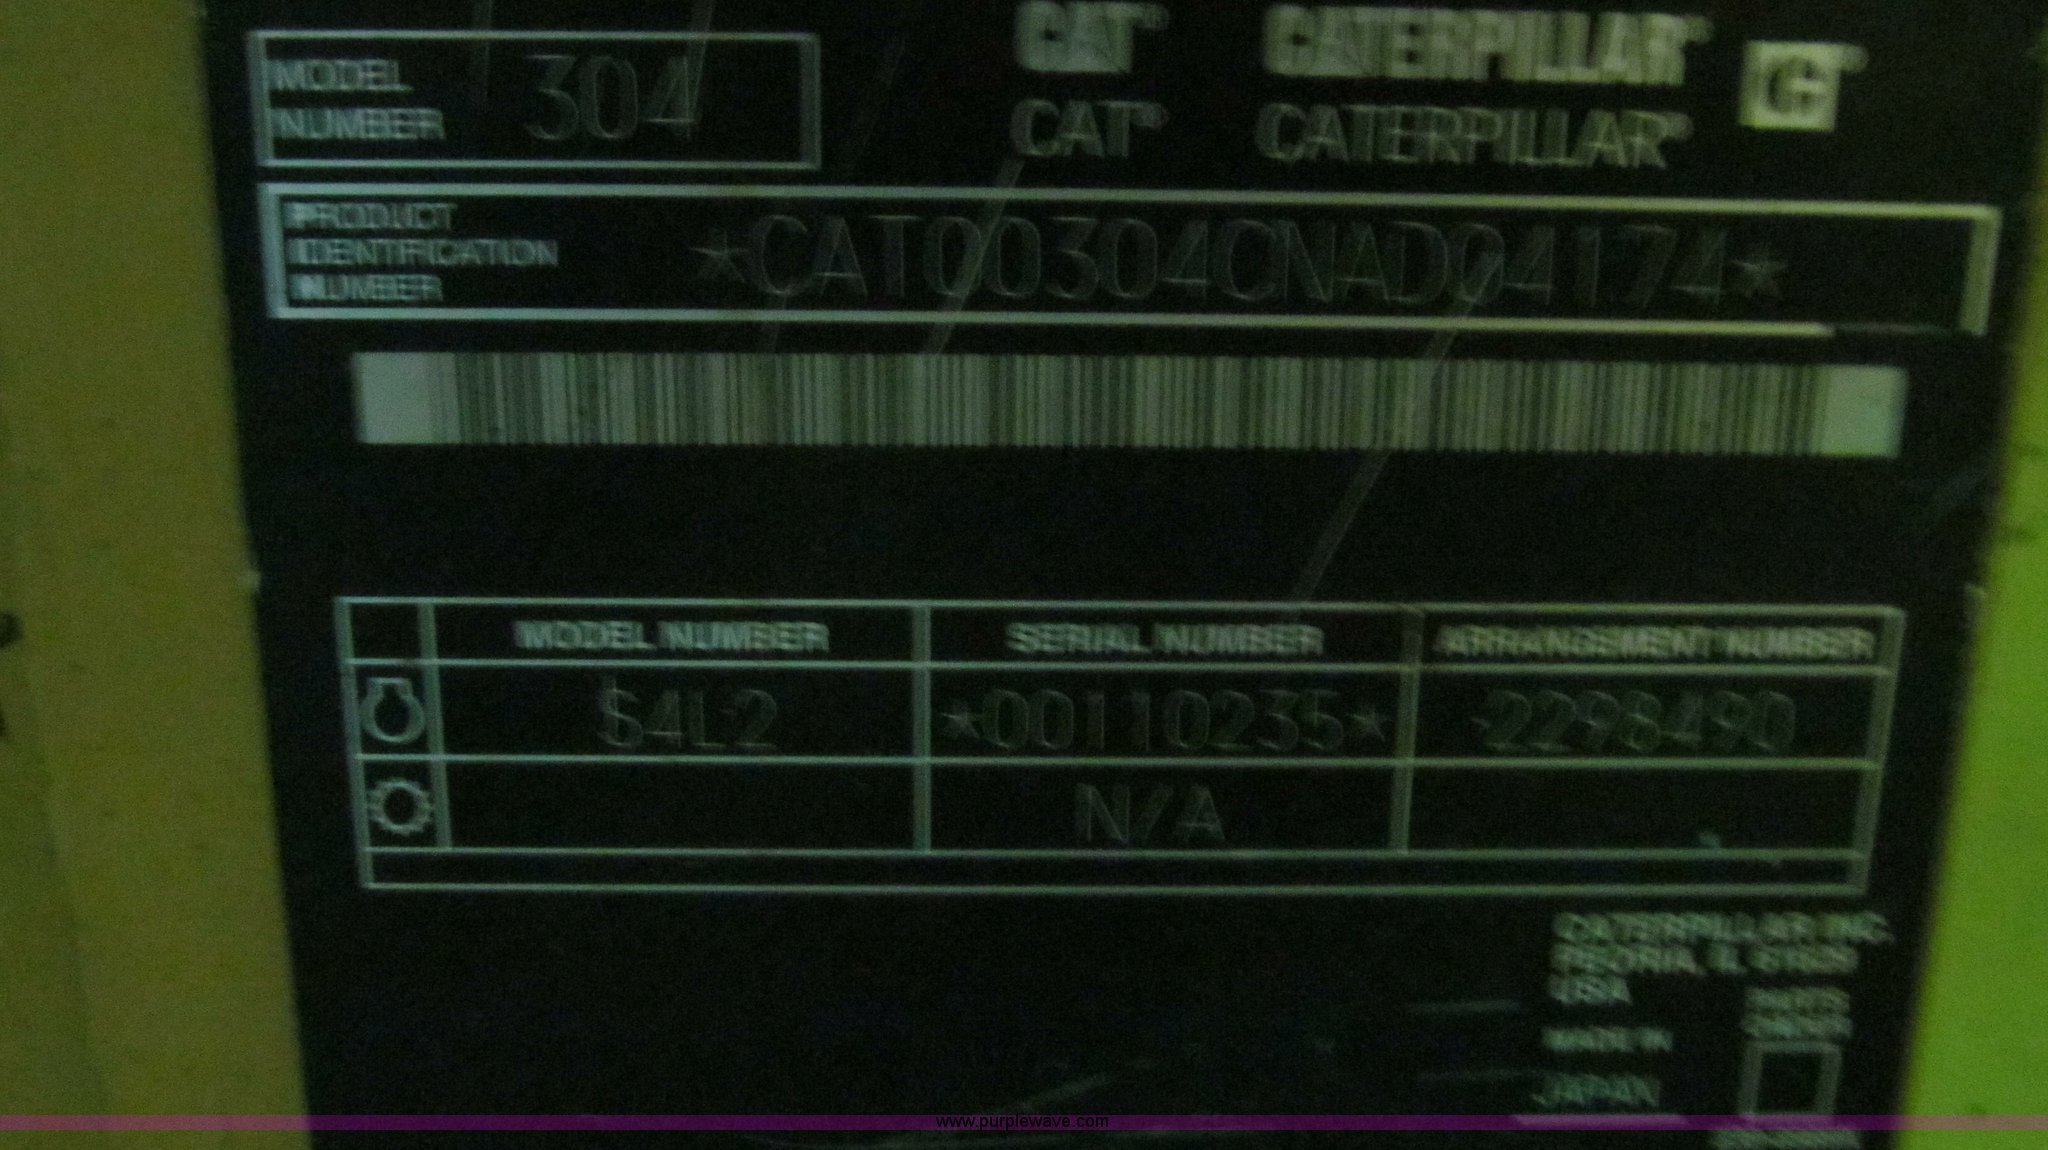 MODEL
NUMBER
304
CAT® CATERPILLAR® G®
CAT® CATERPILLAR®
PRODUCT
IDENTIFICATION
NUMBER
*CAT00304CNAD04174*
MODEL NUMBER SERIAL NUMBER ARRANGEMENT NUMBER
S4L2 *00110235* 2298490
N/A
CATERPILLAR INC.
PEORIA, IL
USA
MADE IN
JAPAN
www.purplewave.com